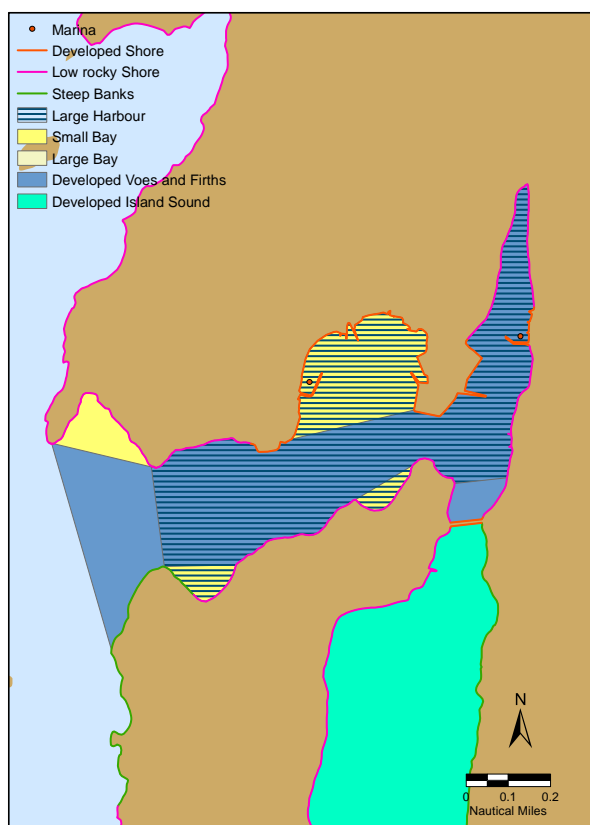 Marina
Developed Shore
Low rocky Shore
Steep Banks
Large Harbour
Small Bay
Large Bay
Developed Voes and Firths
Developed Island Sound
N
0 0.1 0.2
Nautical Miles